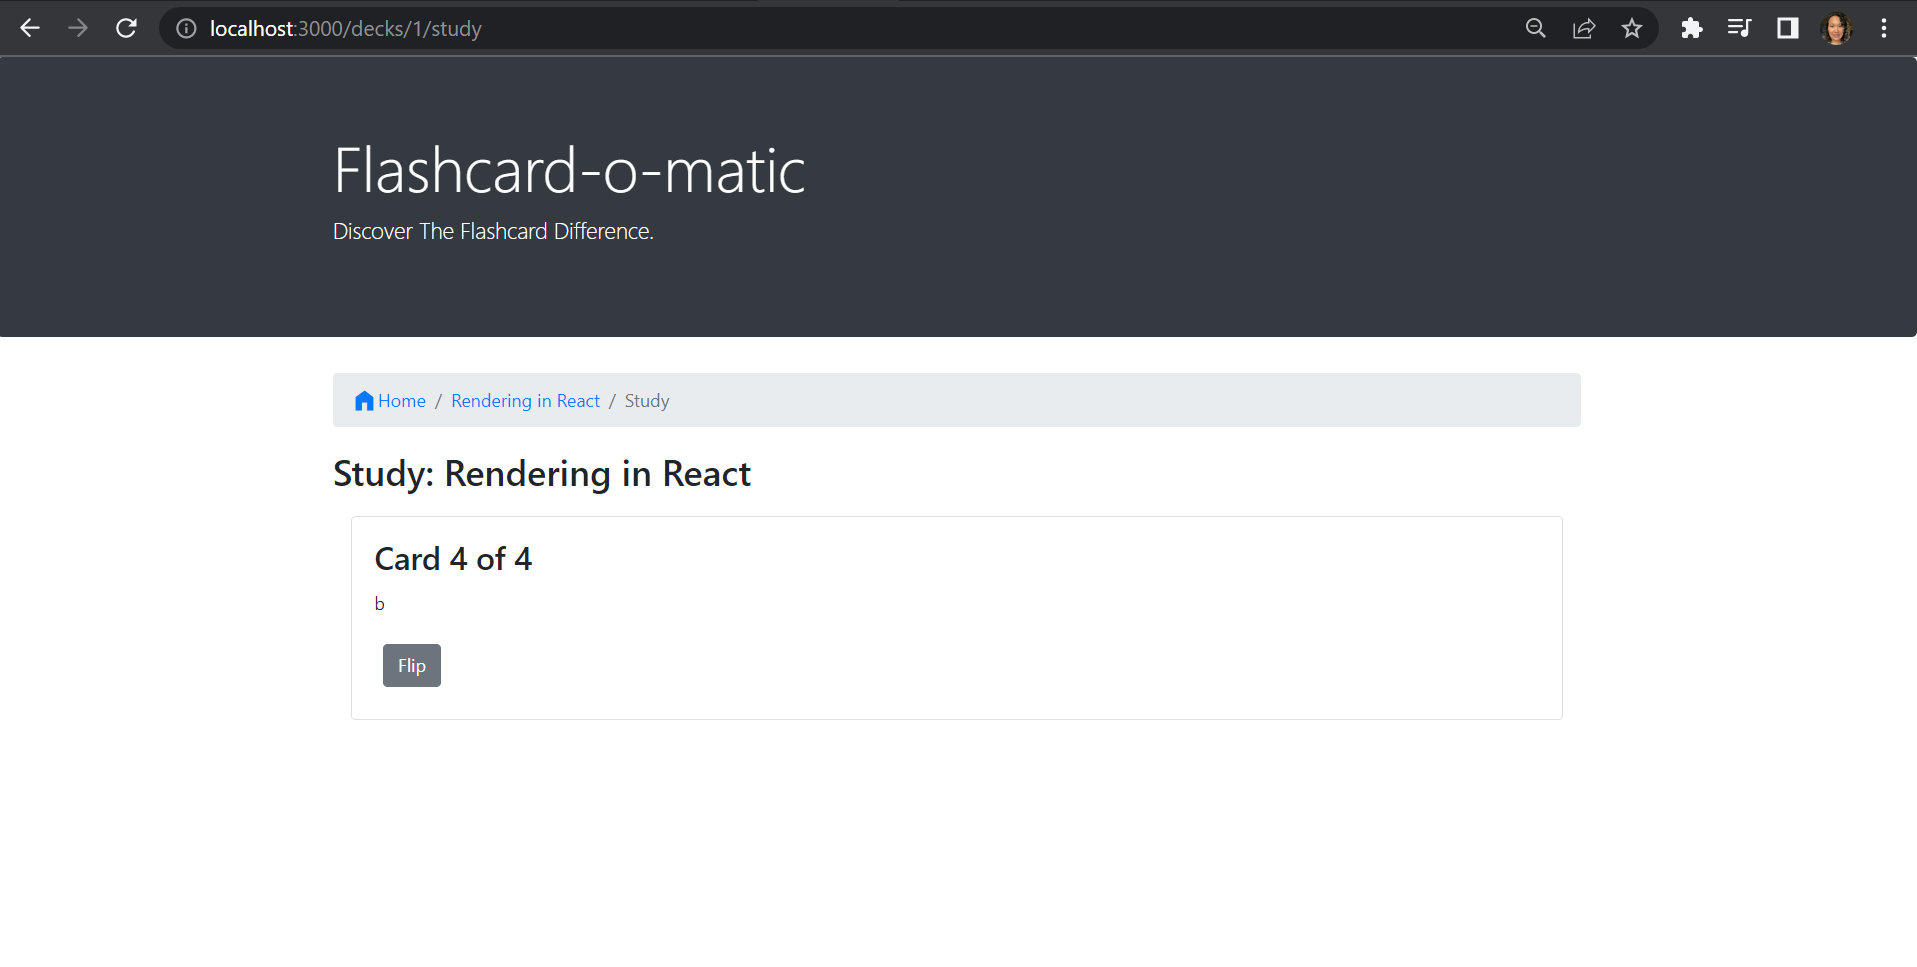 localhost:3000/decks/1/study
Flashcard-o-matic
Discover The Flashcard Difference.
Home / Rendering in React / Study
Study: Rendering in React
Card 4 of 4
b
Flip